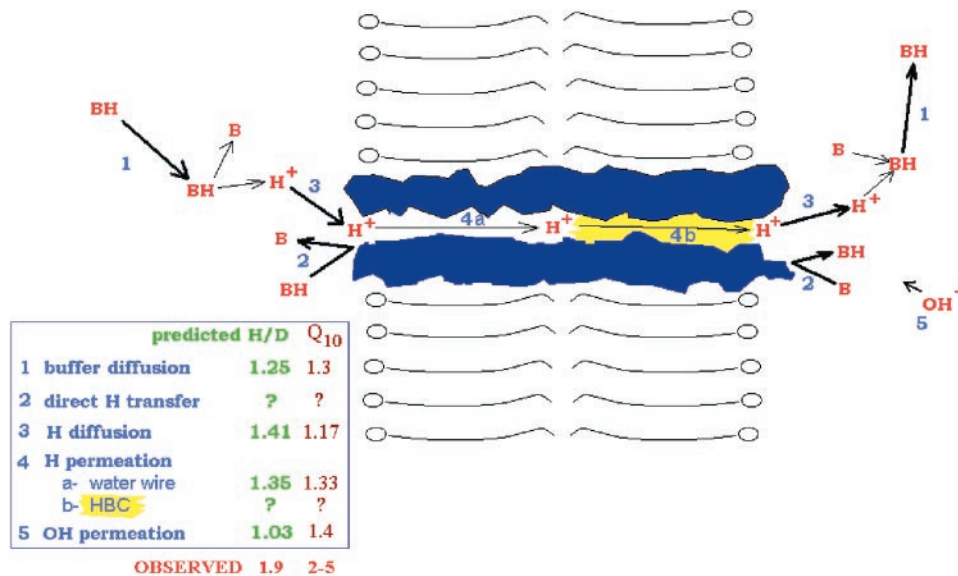 BH
1
B
BH
H+
3
H+
4a
H+
4b
H+
3
H+
B
BH
1
BH
B
2
BH
BH
2
B
OH-
5
predicted H/D Q10
1 buffer diffusion 1.25 1.3
2 direct H transfer ? ?
3 H diffusion 1.41 1.17
4 H permeation
a- water wire 1.35 1.33
b- HBC ? ?
5 OH permeation 1.03 1.4
OBSERVED 1.9 2-5